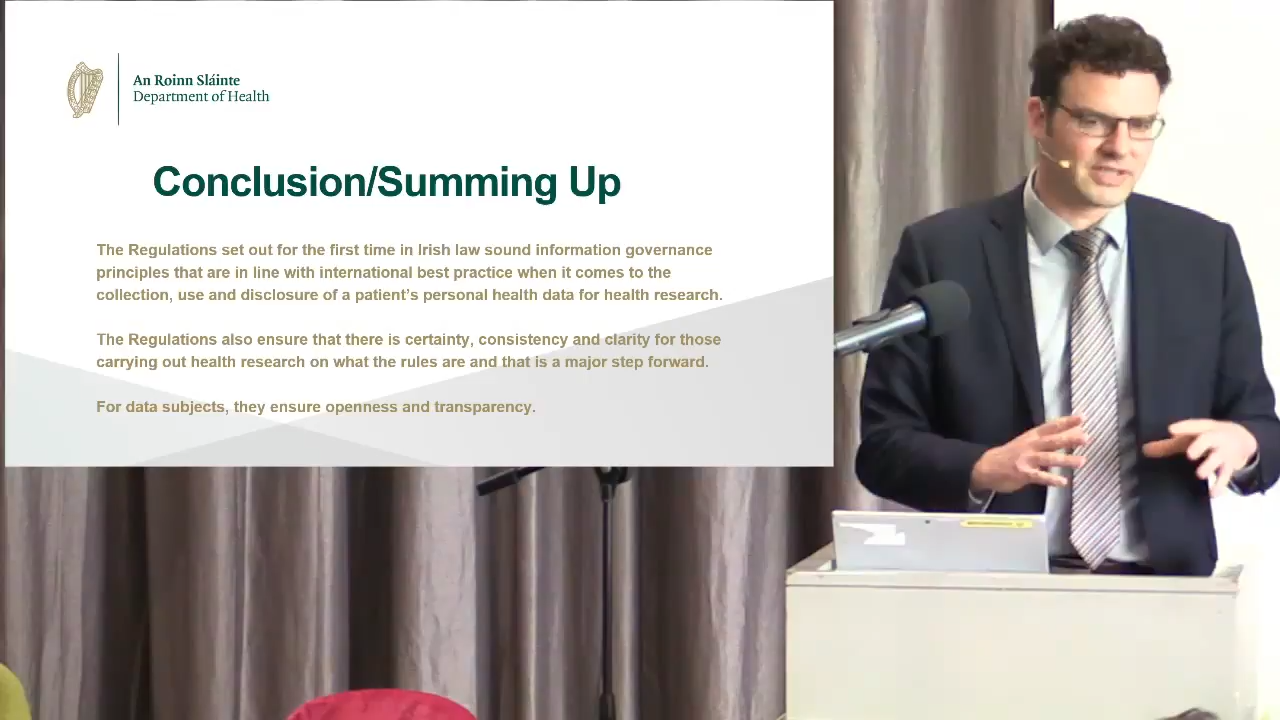 An Roinn Sláinte
Department of Health
Conclusion/Summing Up
The Regulations set out for the first time in Irish law sound information governance
principles that are in line with international best practice when it comes to the
collection, use and disclosure of a patient's personal health data for health research.
The Regulations also ensure that there is certainty, consistency and clarity for those
carrying out health research on what the rules are and that is a major step forward.
For data subjects, they ensure openness and transparency.